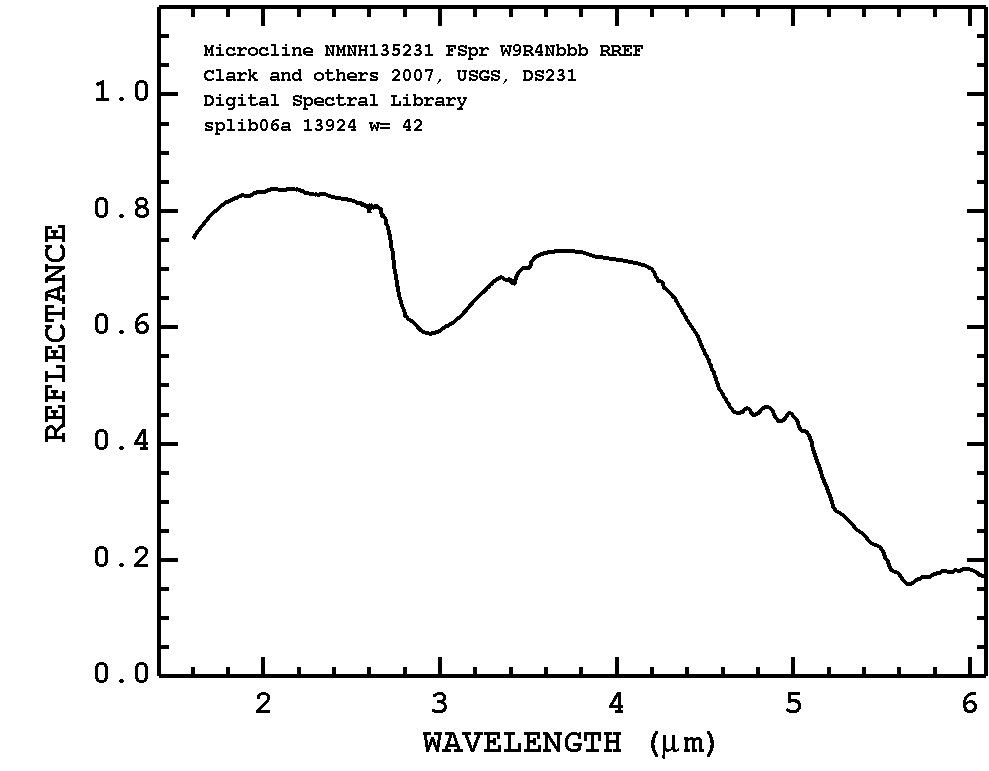 Microcline NMNH135231 FSpr W9R4Nbbb RREF
Clark and others 2007, USGS, DS231
Digital Spectral Library
splib06a 13924 w= 42
1.0
0.8
0.6
0.4
0.2
0.0
REFLECTANCE
2 3 4 5 6
WAVELENGTH (μm)